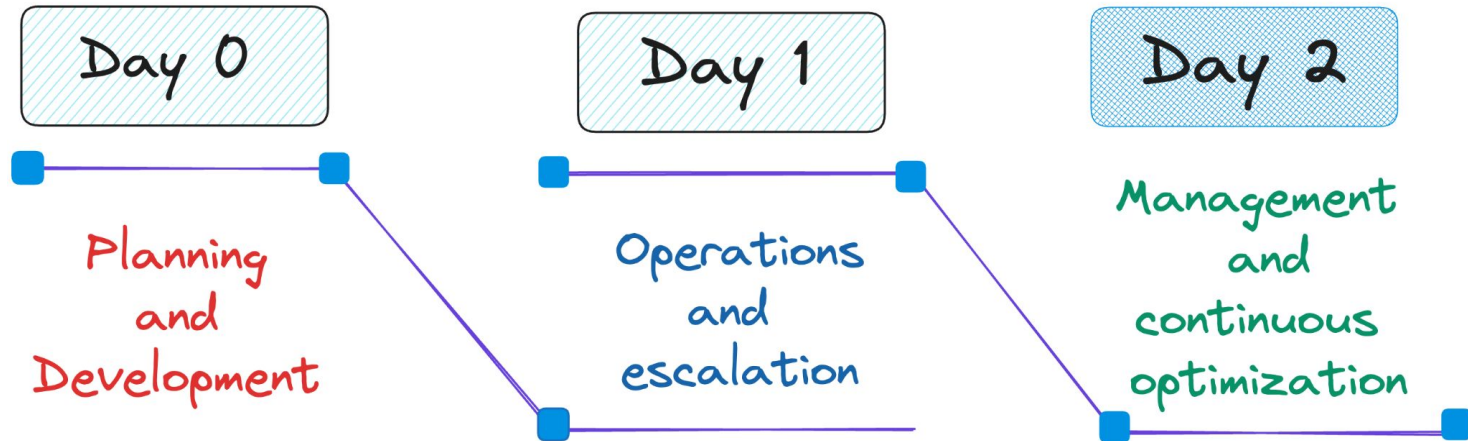 Day 0
Planning
and
Development
Day 1
Operations
and
escalation
Day 2
Management
and
continuous
optimization